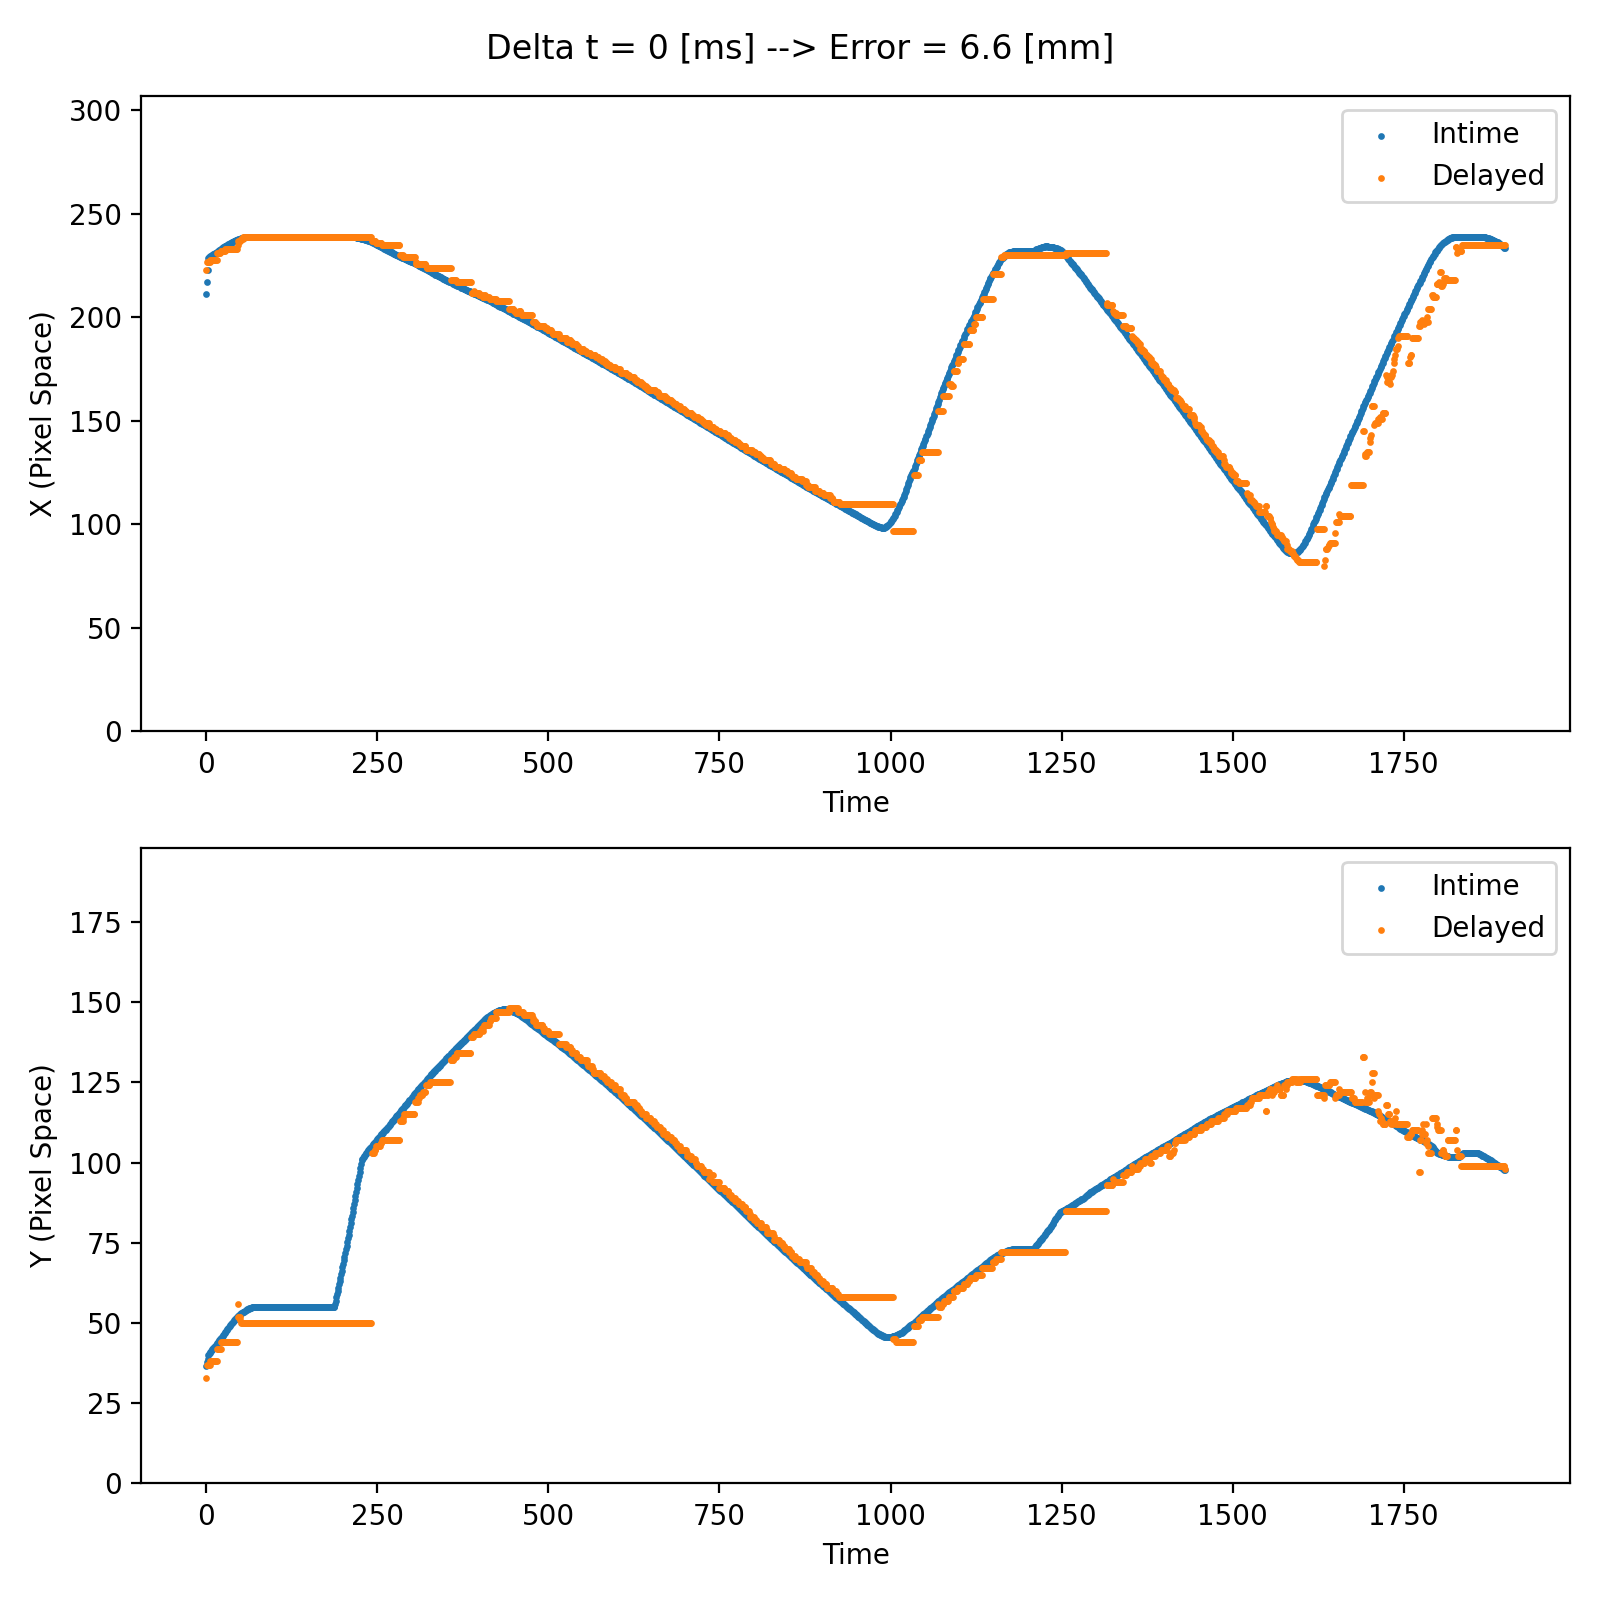 Delta t = 0 [ms] --> Error = 6.6 [mm]
300
250
200
150
100
50
0
X (Pixel Space)
Intime
Delayed
0 250 500 750 1000 1250 1500 1750
Time
175
150
125
100
75
50
25
0
Y (Pixel Space)
Intime
Delayed
0 250 500 750 1000 1250 1500 1750
Time